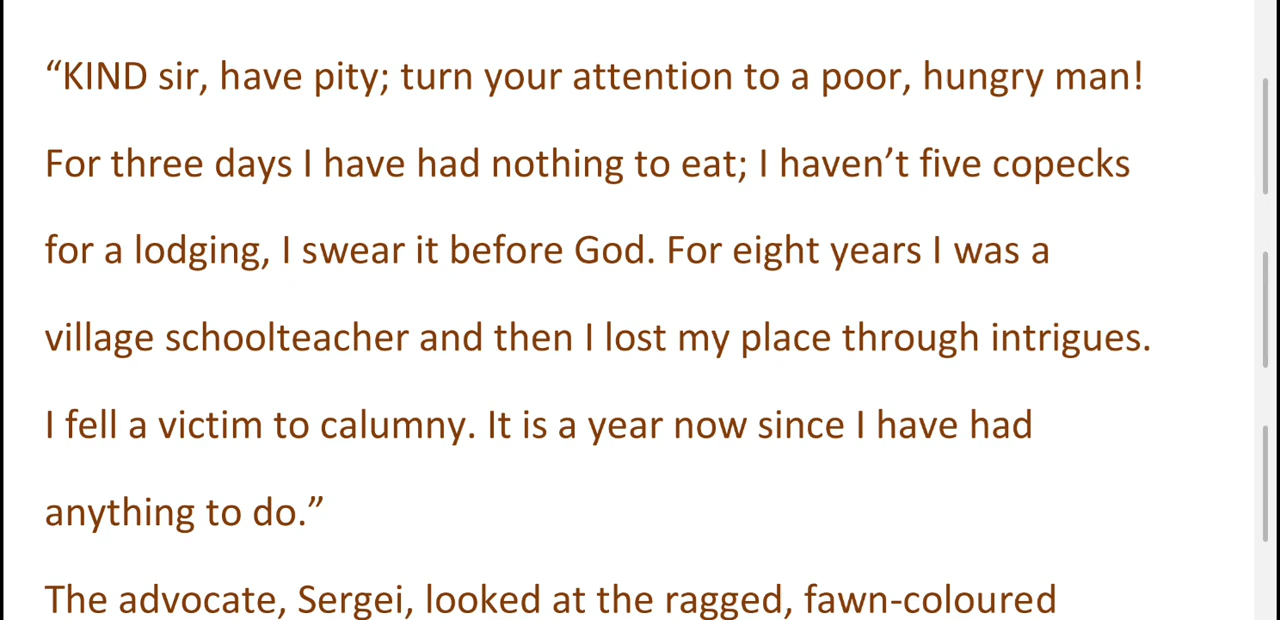 “KIND sir, have pity; turn your attention to a poor, hungry man!
For three days I have had nothing to eat; I haven’t five copecks
for a lodging, I swear it before God. For eight years I was a
village schoolteacher and then I lost my place through intrigues.
I fell a victim to calumny. It is a year now since I have had
anything to do.”
The advocate, Sergei, looked at the ragged, fawn-coloured